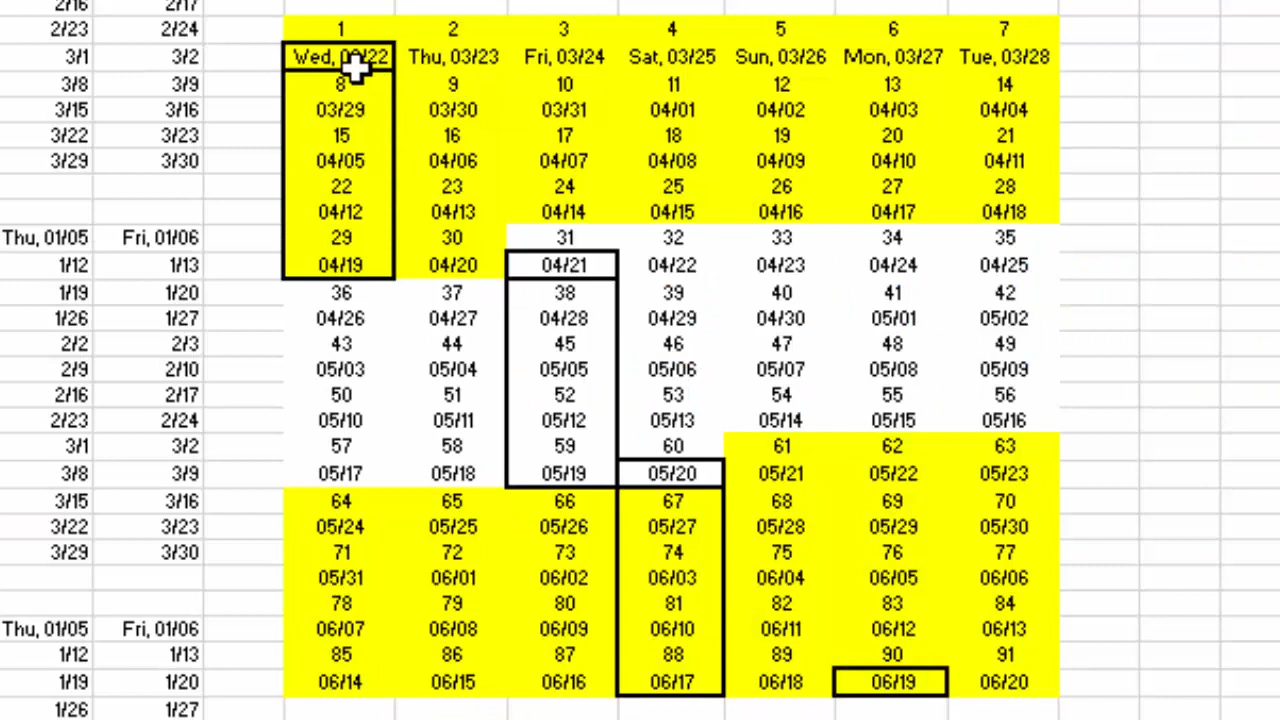 2/16 2/17
2/23 2/24 1 2 3 4 5 6 7
3/1 3/2 Wed, 03/22 Thu, 03/23 Fri, 03/24 Sat, 03/25 Sun, 03/26 Mon, 03/27 Tue, 03/28
3/8 3/9 8 9 10 11 12 13 14
3/15 3/16 03/29 03/30 03/31 04/01 04/02 04/03 04/04
3/22 3/23 15 16 17 18 19 20 21
3/29 3/30 04/05 04/06 04/07 04/08 04/09 04/10 04/11
22 23 24 25 26 27 28
04/12 04/13 04/14 04/15 04/16 04/17 04/18
Thu, 01/05 Fri, 01/06 29 30 31 32 33 34 35
1/12 1/13 04/19 04/20 04/21 04/22 04/23 04/24 04/25
1/19 1/20 36 37 38 39 40 41 42
1/26 1/27 04/26 04/27 04/28 04/29 04/30 05/01 05/02
2/2 2/3 43 44 45 46 47 48 49
2/9 2/10 05/03 05/04 05/05 05/06 05/07 05/08 05/09
2/16 2/17 50 51 52 53 54 55 56
2/23 2/24 05/10 05/11 05/12 05/13 05/14 05/15 05/16
3/1 3/2 57 58 59 60 61 62 63
3/8 3/9 05/17 05/18 05/19 05/20 05/21 05/22 05/23
3/15 3/16 64 65 66 67 68 69 70
3/22 3/23 05/24 05/25 05/26 05/27 05/28 05/29 05/30
3/29 3/30 71 72 73 74 75 76 77
05/31 06/01 06/02 06/03 06/04 06/05 06/06
78 79 80 81 82 83 84
Thu, 01/05 Fri, 01/06 06/07 06/08 06/09 06/10 06/11 06/12 06/13
1/12 1/13 85 86 87 88 89 90 91
1/19 1/20 06/14 06/15 06/16 06/17 06/18 06/19 06/20
1/26 1/27